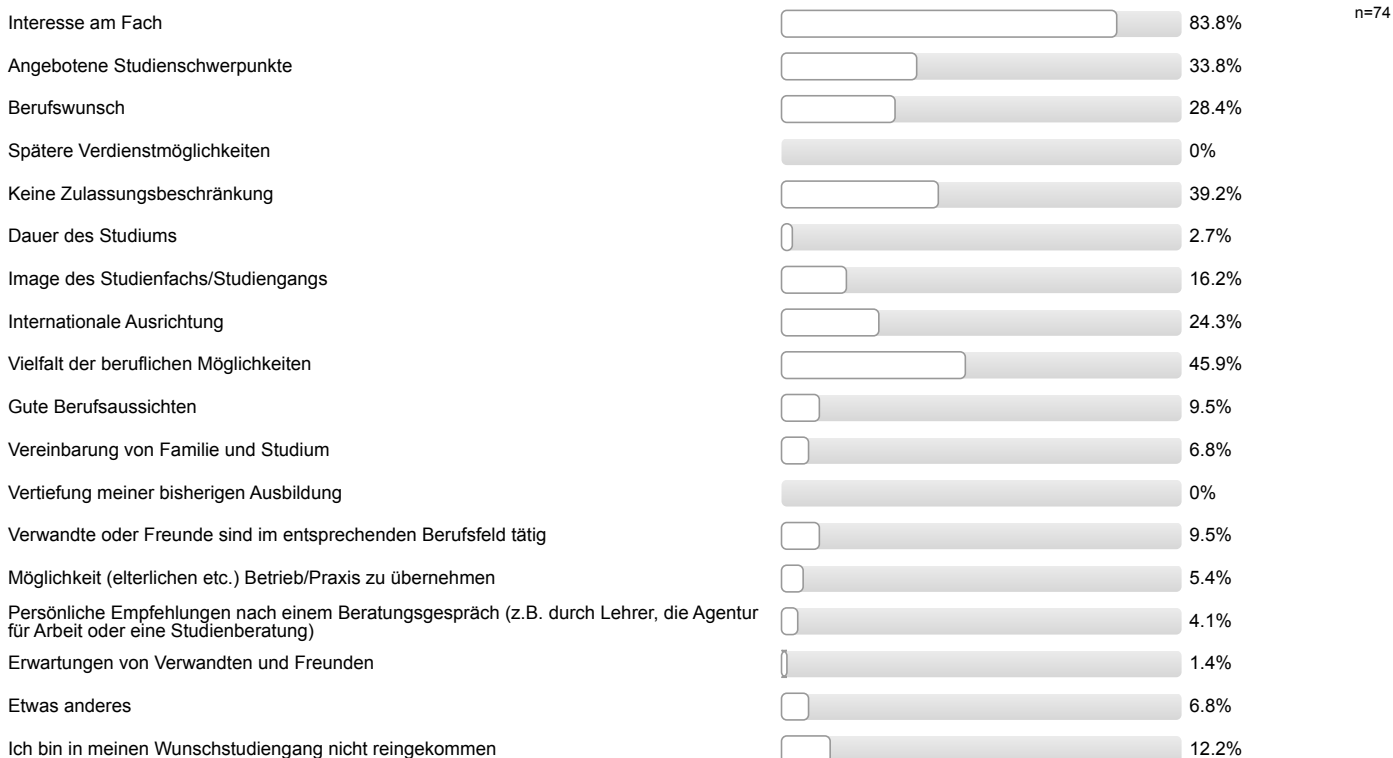 Interesse am Fach 83.8% n=74
Angebotene Studienschwerpunkte 33.8%
Berufswunsch 28.4%
Spätere Verdienstmöglichkeiten 0%
Keine Zulassungsbeschränkung 39.2%
Dauer des Studiums 2.7%
Image des Studienfachs/Studiengangs 16.2%
Internationale Ausrichtung 24.3%
Vielfalt der beruflichen Möglichkeiten 45.9%
Gute Berufsaussichten 9.5%
Vereinbarung von Familie und Studium 6.8%
Vertiefung meiner bisherigen Ausbildung 0%
Verwandte oder Freunde sind im entsprechenden Berufsfeld tätig 9.5%
Möglichkeit (elterlichen etc.) Betrieb/Praxis zu übernehmen 5.4%
Persönliche Empfehlungen nach einem Beratungsgespräch (z.B. durch Lehrer, die Agentur
für Arbeit oder eine Studienberatung) 4.1%
Erwartungen von Verwandten und Freunden 1.4%
Etwas anderes 6.8%
Ich bin in meinen Wunschstudiengang nicht reingekommen 12.2%